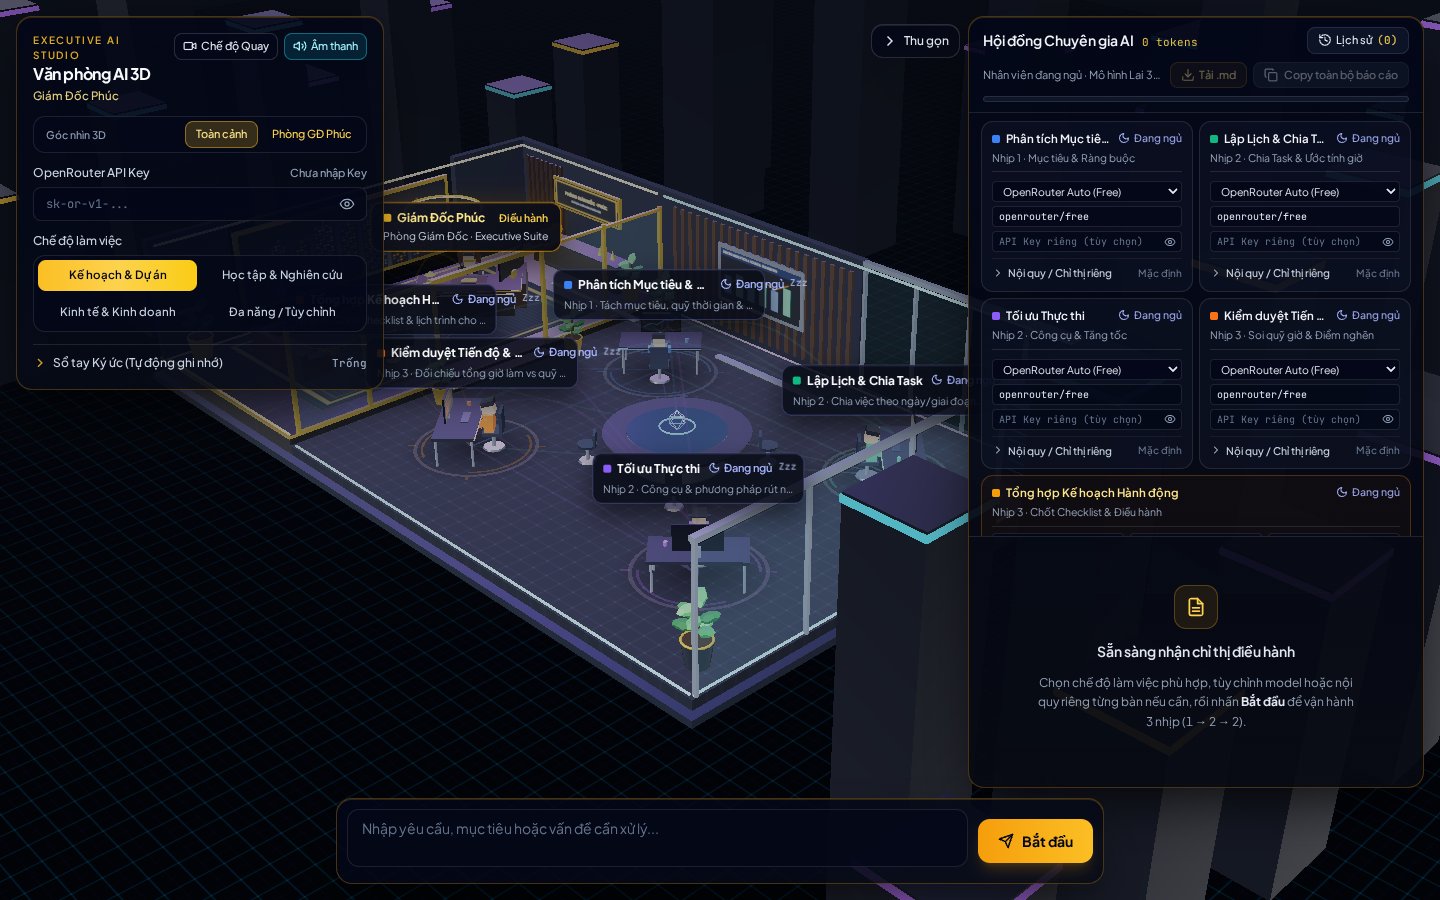 EXECUTIVE AI
STUDIO
Văn phòng AI 3D
Giám Đốc Phúc
Chế độ Quay
Âm thanh
Góc nhìn 3D
Toàn cảnh
Phòng GĐ Phúc
OpenRouter API Key
Chưa nhập Key
sk-or-v1-...
Chế độ làm việc
Kế hoạch & Dự án
Học tập & Nghiên cứu
Kinh tế & Kinh doanh
Đa năng / Tùy chỉnh
Sổ tay Ký ức (Tự động ghi nhớ)
Trống
Giám Đốc Phúc Điều hành
Phòng Giám Đốc · Executive Suite
Tổng hợp Kế hoạch H... Đang ngủ Zzz
checklist & lịch trình cho ...
Phân tích Mục tiêu & ... Đang ngủ Zzz
Nhịp 1 · Tách mục tiêu, quỹ thời gian & ...
Kiểm duyệt Tiến độ & ... Đang ngủ Zzz
Nhịp 3 · Đối chiếu tổng giờ làm vs quỹ ...
Lập Lịch & Chia Task
Nhịp 2 · Chia việc theo ngày/giai đoạ
Tối ưu Thực thi Đang ngủ Zzz
Nhịp 2 · Công cụ & phương pháp rút n...
Thu gọn
Hội đồng Chuyên gia AI 0 tokens
Lịch sử (0)
Nhân viên đang ngủ · Mô hình Lai 3...
Tải .md
Copy toàn bộ báo cáo
Phân tích Mục tiê... Đang ngủ
Nhịp 1 · Mục tiêu & Ràng buộc
OpenRouter Auto (Free)
openrouter/free
API Key riêng (tùy chọn)
Nội quy / Chỉ thị riêng Mặc định
Lập Lịch & Chia T... Đang ngủ
Nhịp 2 · Chia Task & Ước tính giờ
OpenRouter Auto (Free)
openrouter/free
API Key riêng (tùy chọn)
Nội quy / Chỉ thị riêng Mặc định
Tối ưu Thực thi Đang ngủ
Nhịp 2 · Công cụ & Tăng tốc
OpenRouter Auto (Free)
openrouter/free
API Key riêng (tùy chọn)
Nội quy / Chỉ thị riêng Mặc định
Kiểm duyệt Tiến ... Đang ngủ
Nhịp 3 · Soi quỹ giờ & Điểm nghẽn
OpenRouter Auto (Free)
openrouter/free
API Key riêng (tùy chọn)
Nội quy / Chỉ thị riêng Mặc định
Tổng hợp Kế hoạch Hành động Đang ngủ
Nhịp 3 · Chốt Checklist & Điều hành
Sẵn sàng nhận chỉ thị điều hành
Chọn chế độ làm việc phù hợp, tùy chỉnh model hoặc nội
quy riêng từng bàn nếu cần, rồi nhấn Bắt đầu để vận hành
3 nhịp (1 → 2 → 2).
Nhập yêu cầu, mục tiêu hoặc vấn đề cần xử lý...
Bắt đầu